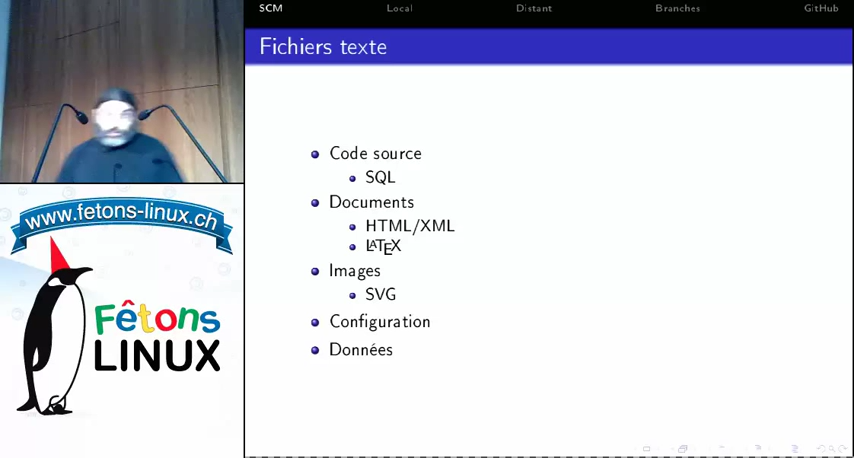 SCM Local Distant Branches GitHub
Fichiers texte
Code source
SQL
Documents
HTML/XML
LATEX
Images
SVG
Configuration
Données
www.fetons-linux.ch
Fêtons
LINUX